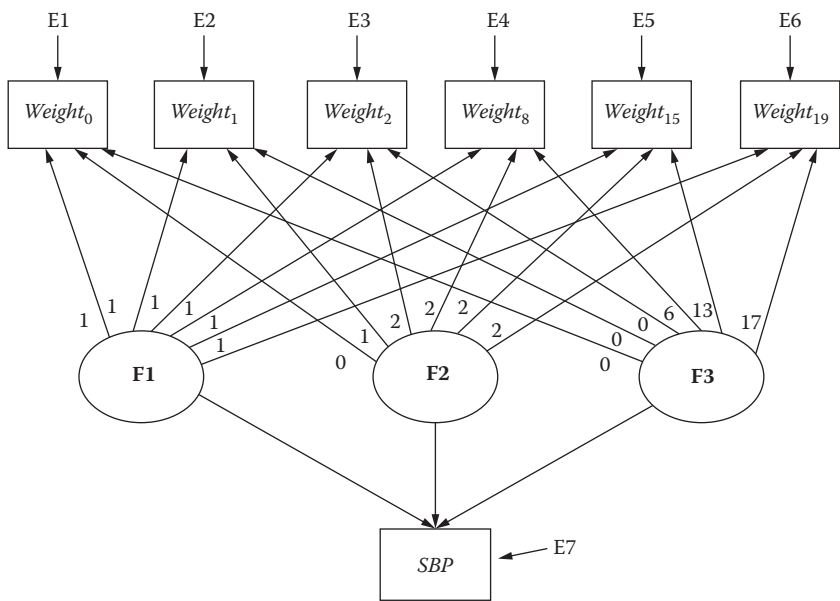 E1 E2 E3 E4 E5 E6
Weight0 Weight1 Weight2 Weight8 Weight15 Weight19
1 1 1 1 1 1
0 1 2 2 2 2
0 0 0 6 13 17
F1 F2 F3
SBP E7